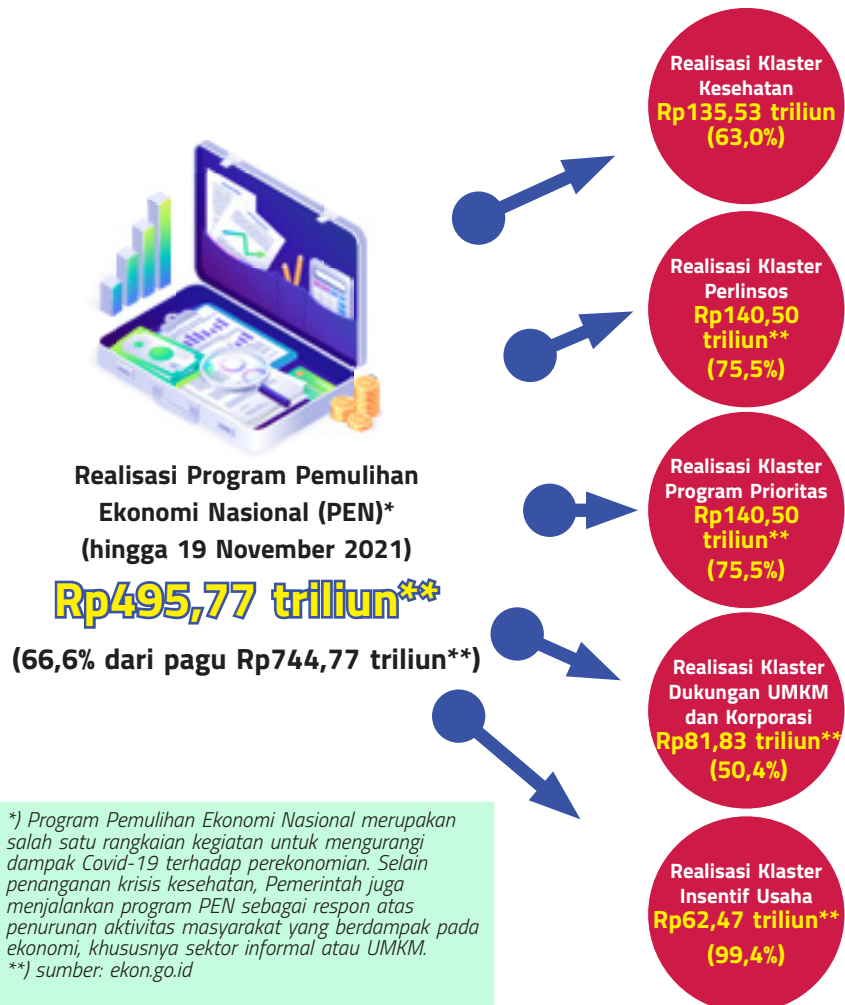 Realisasi Klaster
Kesehatan
Rp135,53 triliun
(63,0%)
Realisasi Klaster
Perlinsos
Rp140,50
triliun**
(75,5%)
Realisasi Program Pemulihan
Ekonomi Nasional (PEN)*
(hingga 19 November 2021)
Rp495,77 triliun**
(66,6% dari pagu Rp744,77 triliun**)
Realisasi Klaster
Program Prioritas
Rp140,50
triliun**
(75,5%)
Realisasi Klaster
Dukungan UMKM
dan Korporasi
Rp81,83 triliun**
(50,4%)
Realisasi Klaster
Insentif Usaha
Rp62,47 triliun**
(99,4%)
*) Program Pemulihan Ekonomi Nasional merupakan
salah satu rangkaian kegiatan untuk mengurangi
dampak Covid-19 terhadap perekonomian. Selain
penanganan krisis kesehatan, Pemerintah juga
menjalankan program PEN sebagai respon atas
penurunan aktivitas masyarakat yang berdampak pada
ekonomi, khususnya sektor informal atau UMKM.
**) sumber: ekon.go.id